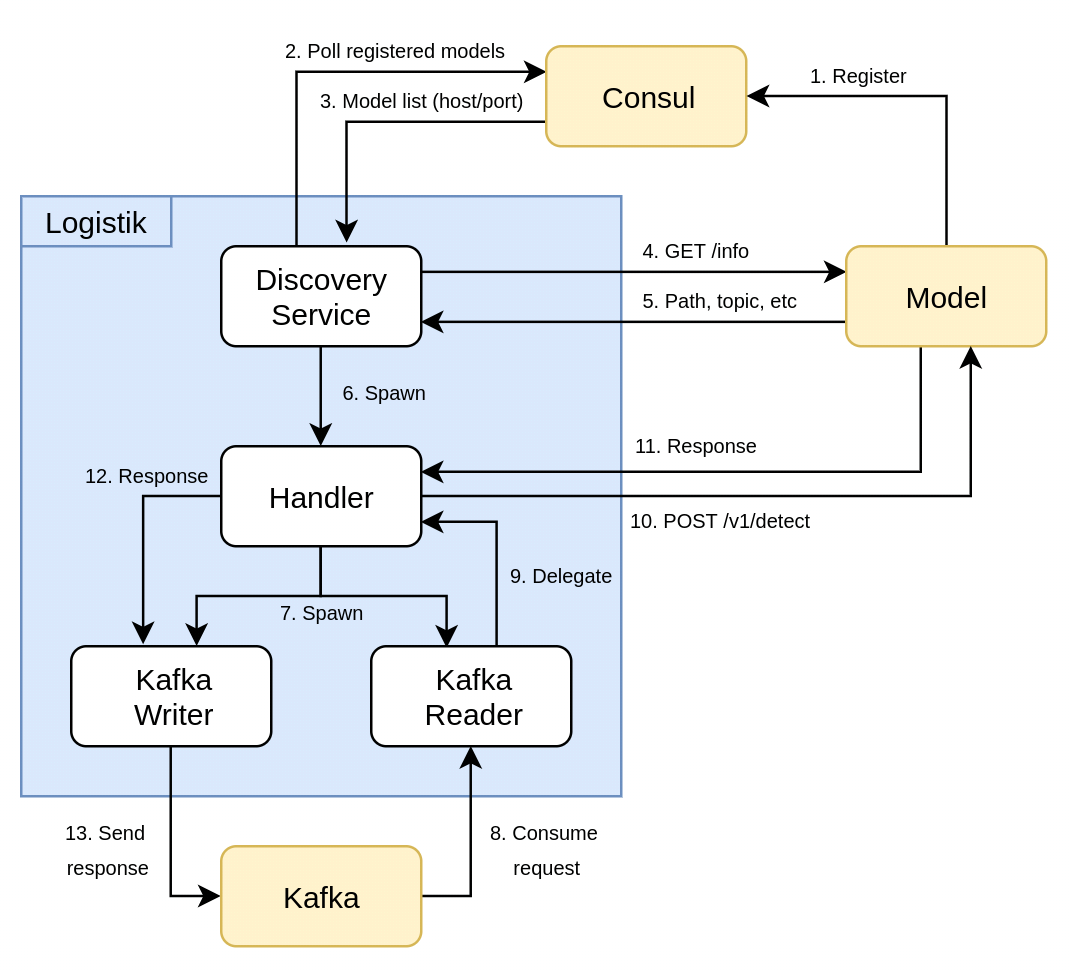 2. Poll registered models
1. Register
Consul
3. Model list (host/port)
Logistik
Discovery
Service
4. GET /info
5. Path, topic, etc
Model
6. Spawn
11. Response
12. Response
Handler
10. POST /v1/detect
9. Delegate
7. Spawn
Kafka
Writer
Kafka
Reader
13. Send
response
8. Consume
request
Kafka